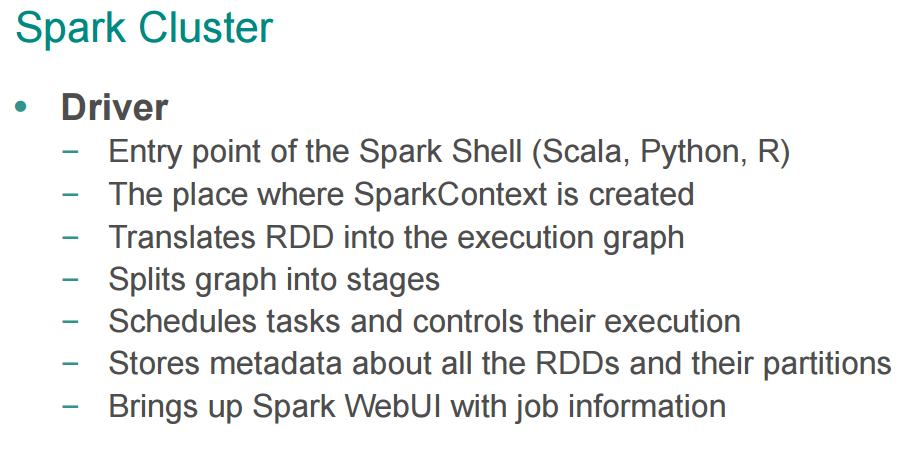 Spark Cluster
• Driver
– Entry point of the Spark Shell (Scala, Python, R)
– The place where SparkContext is created
– Translates RDD into the execution graph
– Splits graph into stages
– Schedules tasks and controls their execution
– Stores metadata about all the RDDs and their partitions
– Brings up Spark WebUI with job information